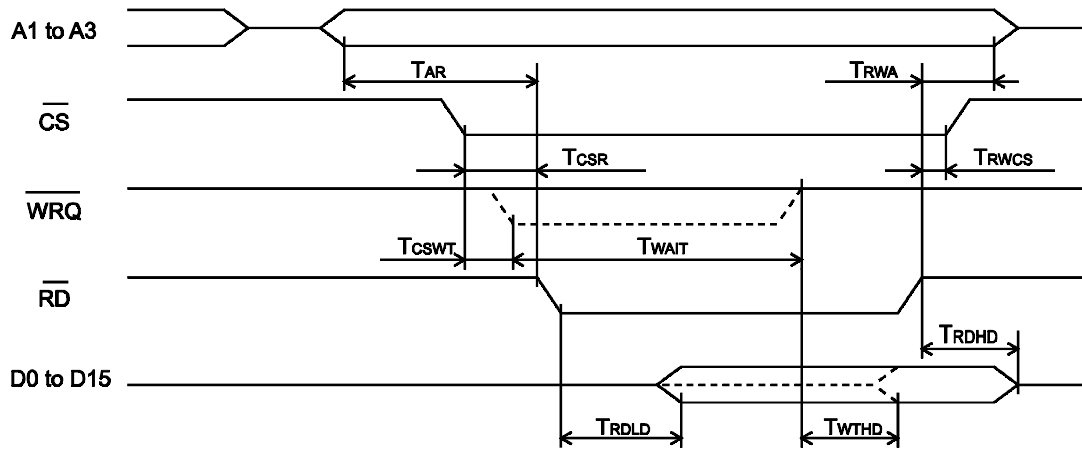 A1 to A3
TAR
TRWA
CS
TCSR
TRWCS
WRQ
TCSWT
TWAIT
RD
TRDHD
D0 to D15
TRDLD
TWTHD